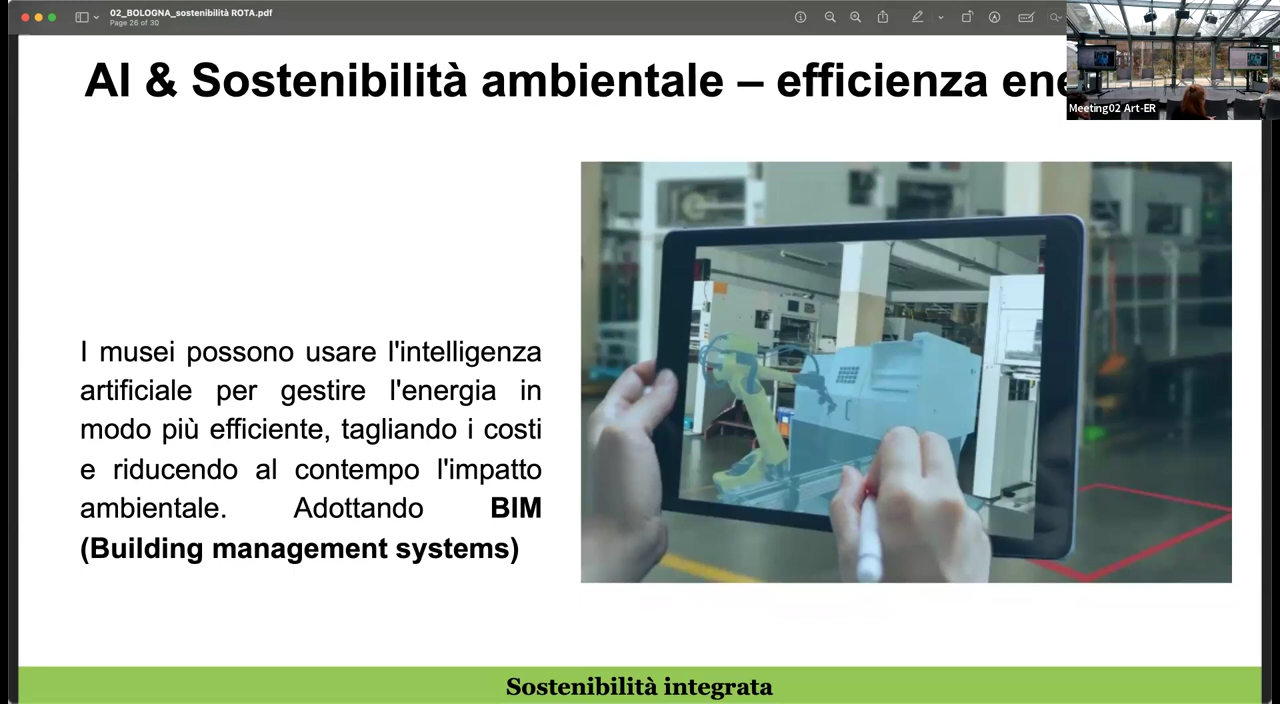 02_BOLOGNA_sostenibilità ROTA.pdf
Page 26 of 30
AI & Sostenibilità ambientale – efficienza ene
Meeting02 Art-ER
I musei possono usare l'intelligenza
artificiale per gestire l'energia in
modo più efficiente, tagliando i costi
e riducendo al contempo l'impatto
ambientale. Adottando BIM
(Building management systems)
Sostenibilità integrata